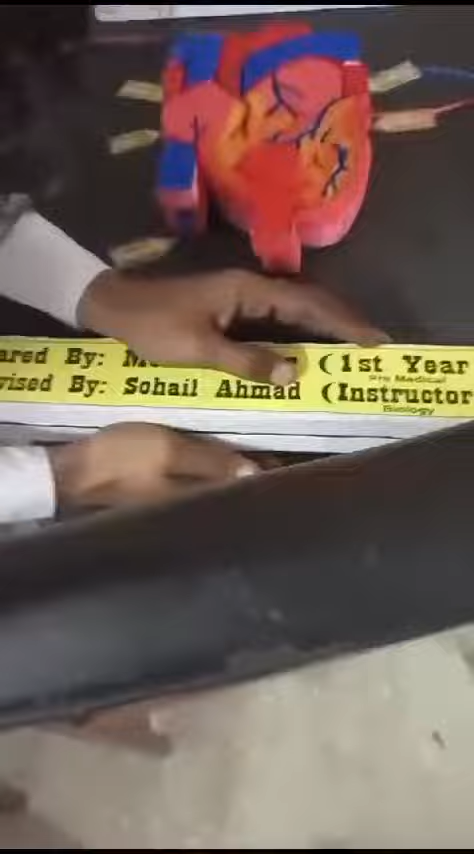 ared By: M (1st Year
Pre Medical
vised By: Sohail Ahmad (Instructor
Biology